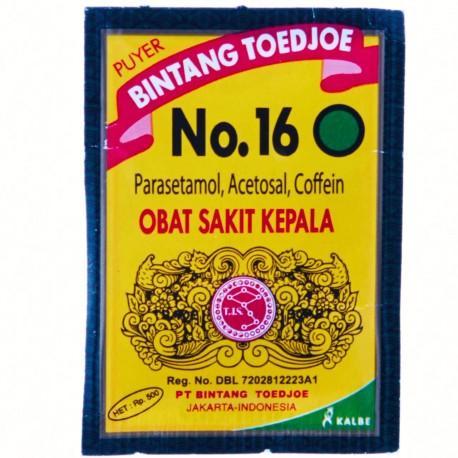 PUYER
BINTANG TOEDJOE
No.16
Parasetamol, Acetosal, Coffein
OBAT SAKIT KEPALA
T.I.S.
Reg. No. DBL 7202812223A1
HET : Rp. 500
PT BINTANG TOEDJOE
JAKARTA-INDONESIA
KALBE